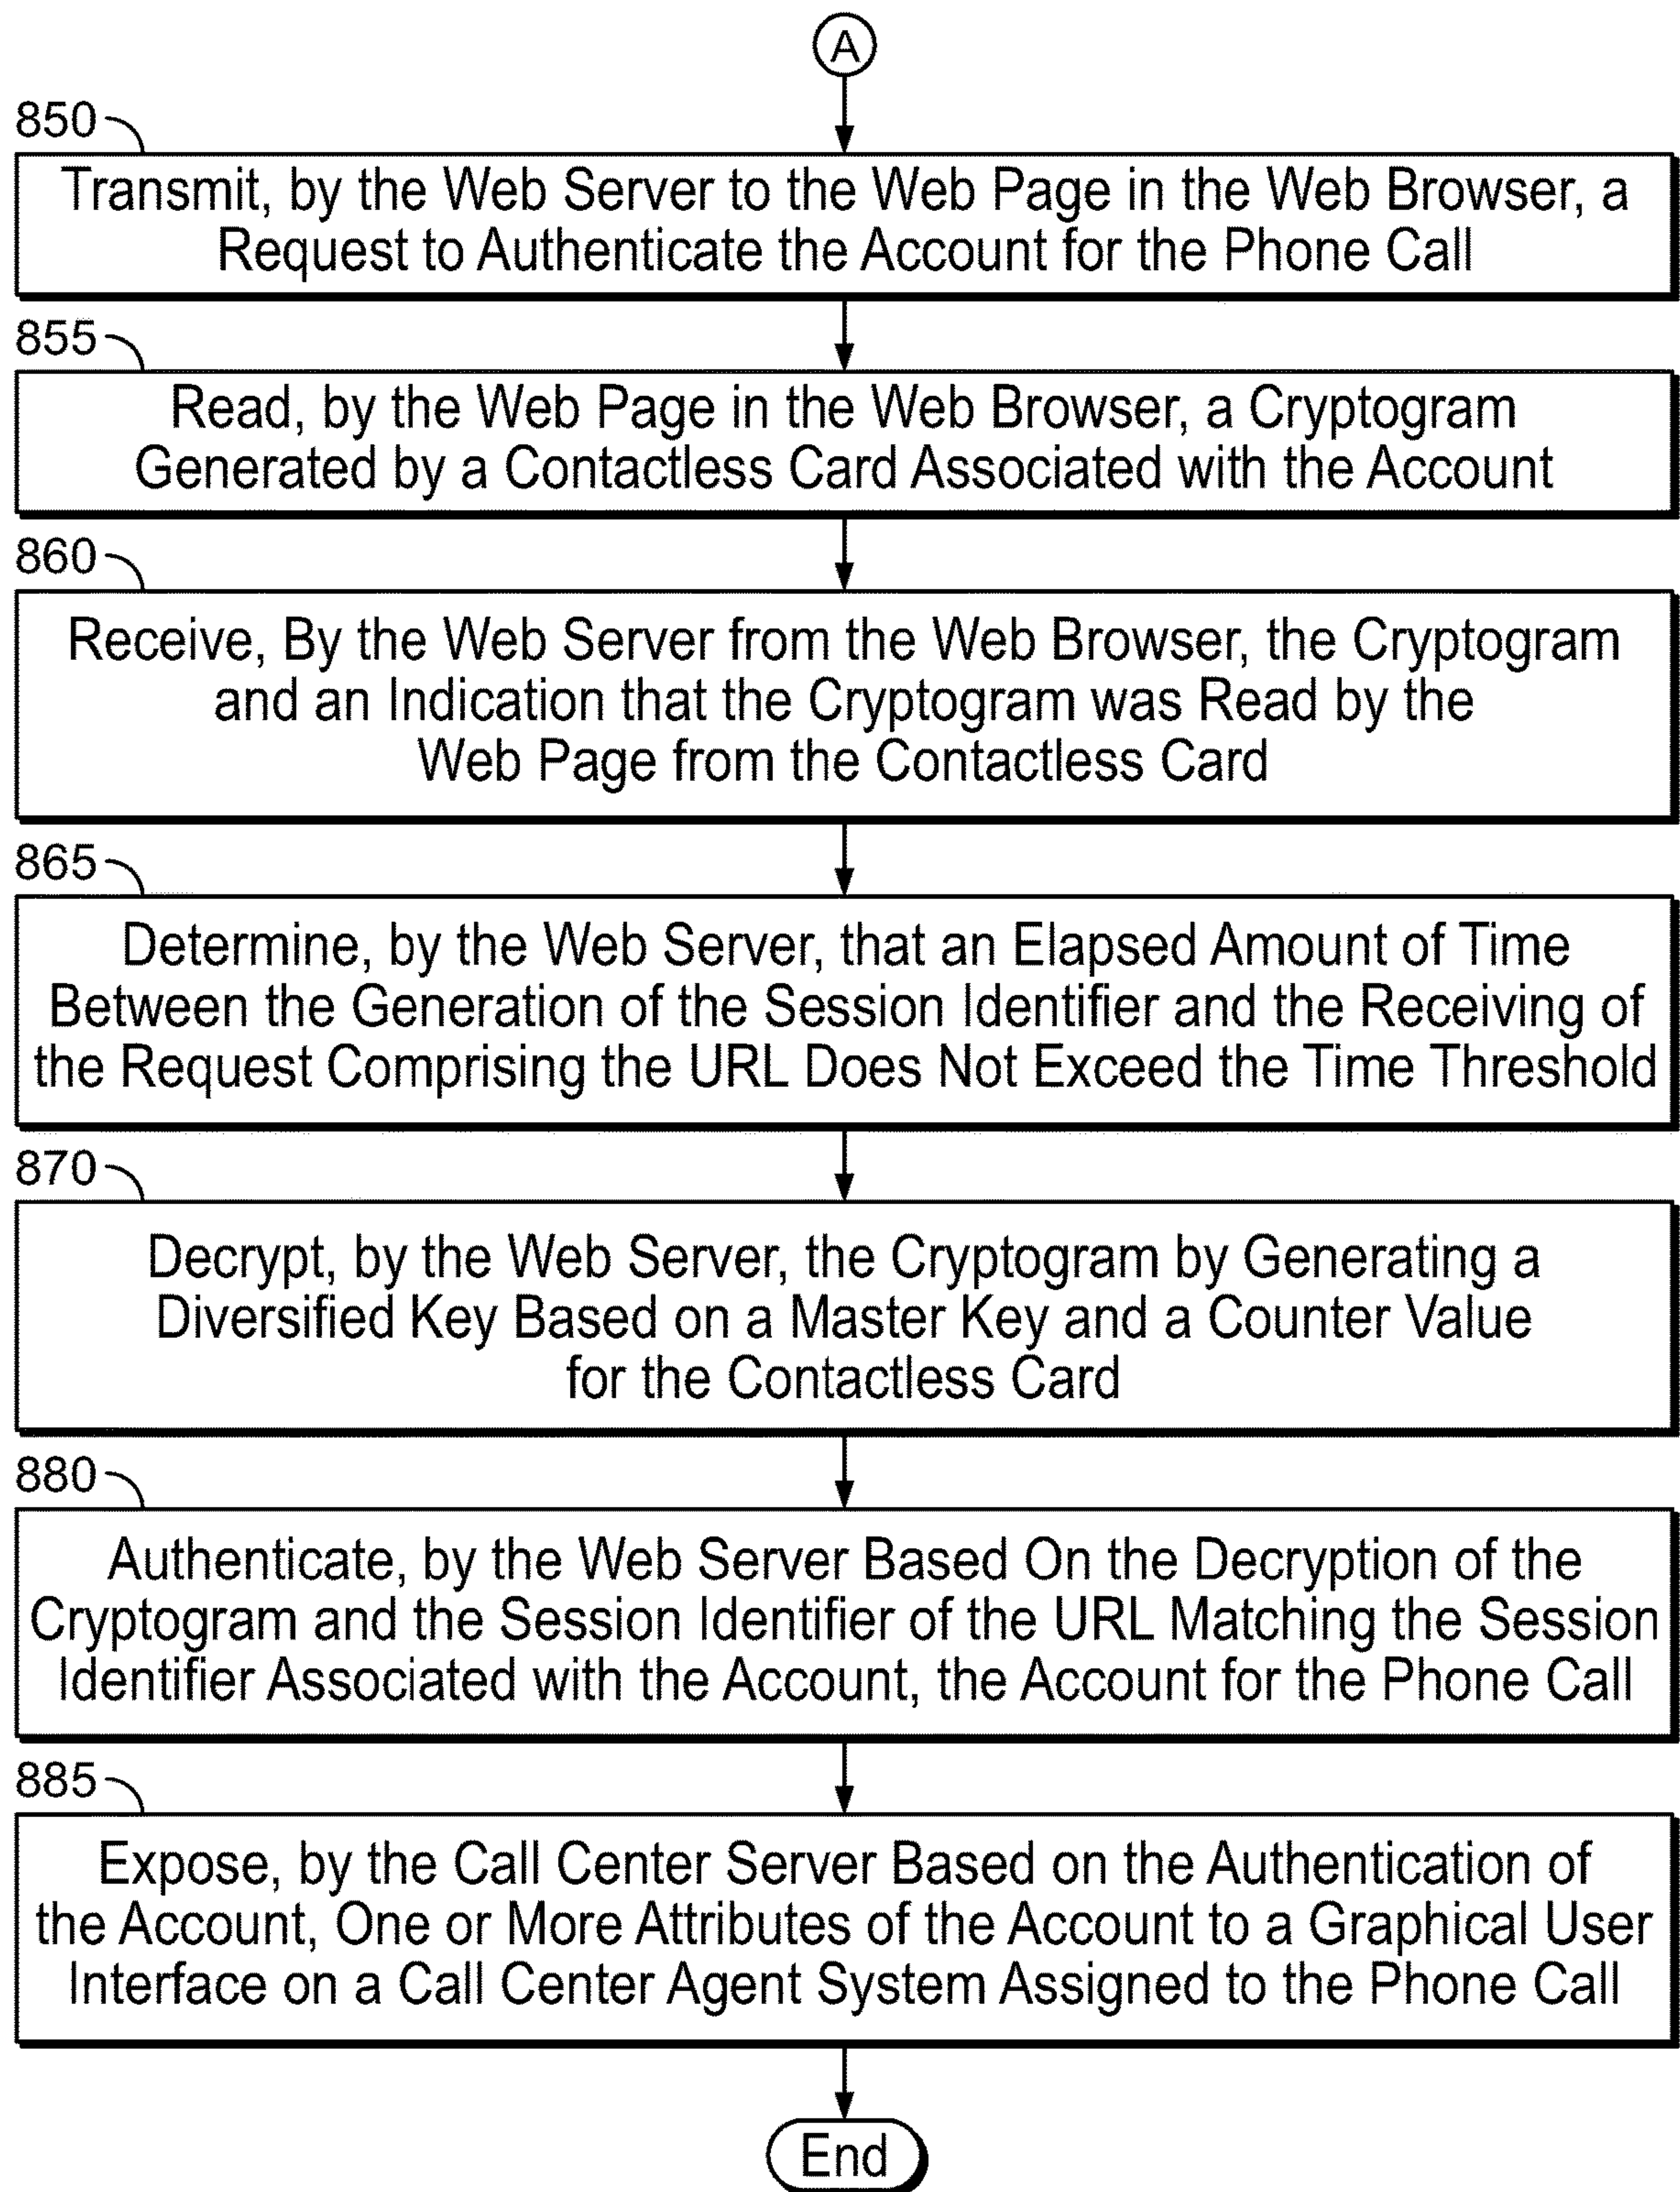 A
850
Transmit, by the Web Server to the Web Page in the Web Browser, a
Request to Authenticate the Account for the Phone Call
855
Read, by the Web Page in the Web Browser, a Cryptogram
Generated by a Contactless Card Associated with the Account
860
Receive, By the Web Server from the Web Browser, the Cryptogram
and an Indication that the Cryptogram was Read by the
Web Page from the Contactless Card
865
Determine, by the Web Server, that an Elapsed Amount of Time
Between the Generation of the Session Identifier and the Receiving of
the Request Comprising the URL Does Not Exceed the Time Threshold
870
Decrypt, by the Web Server, the Cryptogram by Generating a
Diversified Key Based on a Master Key and a Counter Value
for the Contactless Card
880
Authenticate, by the Web Server Based On the Decryption of the
Cryptogram and the Session Identifier of the URL Matching the Session
Identifier Associated with the Account, the Account for the Phone Call
885
Expose, by the Call Center Server Based on the Authentication of
the Account, One or More Attributes of the Account to a Graphical User
Interface on a Call Center Agent System Assigned to the Phone Call
End